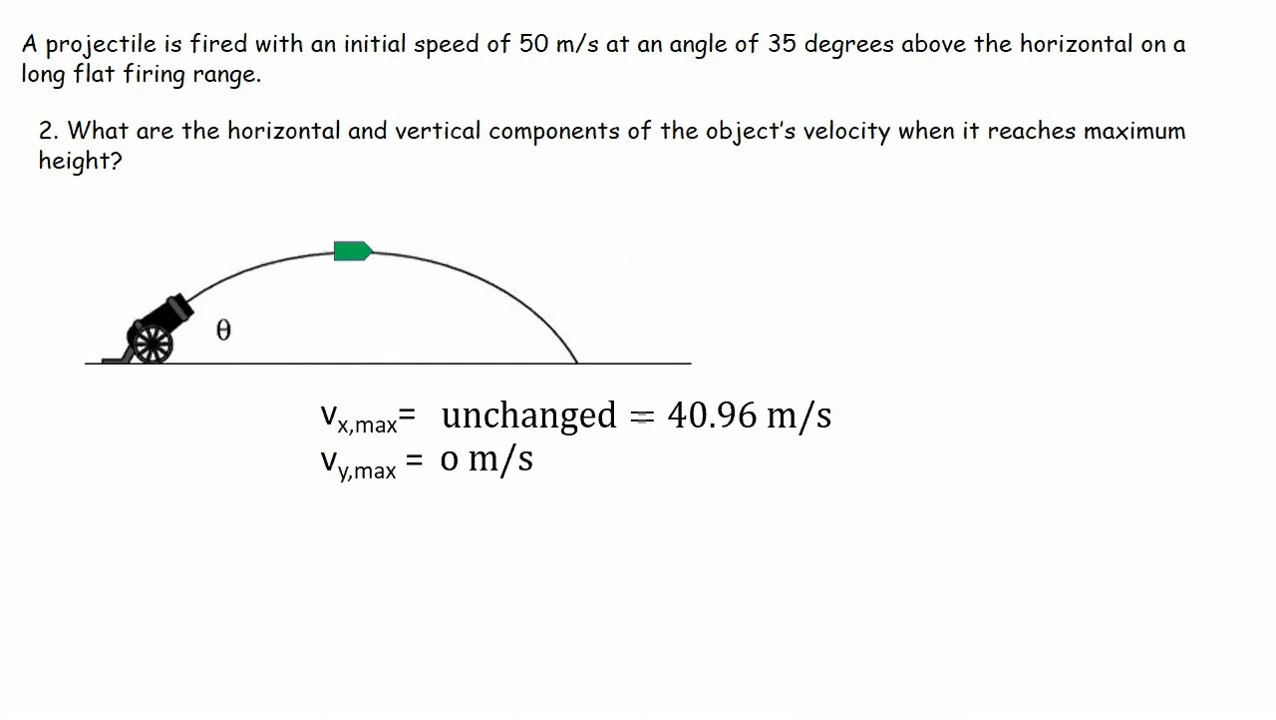 A projectile is fired with an initial speed of 50 m/s at an angle of 35 degrees above the horizontal on a
long flat firing range.
2. What are the horizontal and vertical components of the object's velocity when it reaches maximum
height?
θ
vx,max= unchanged = 40.96 m/s
vy,max = o m/s